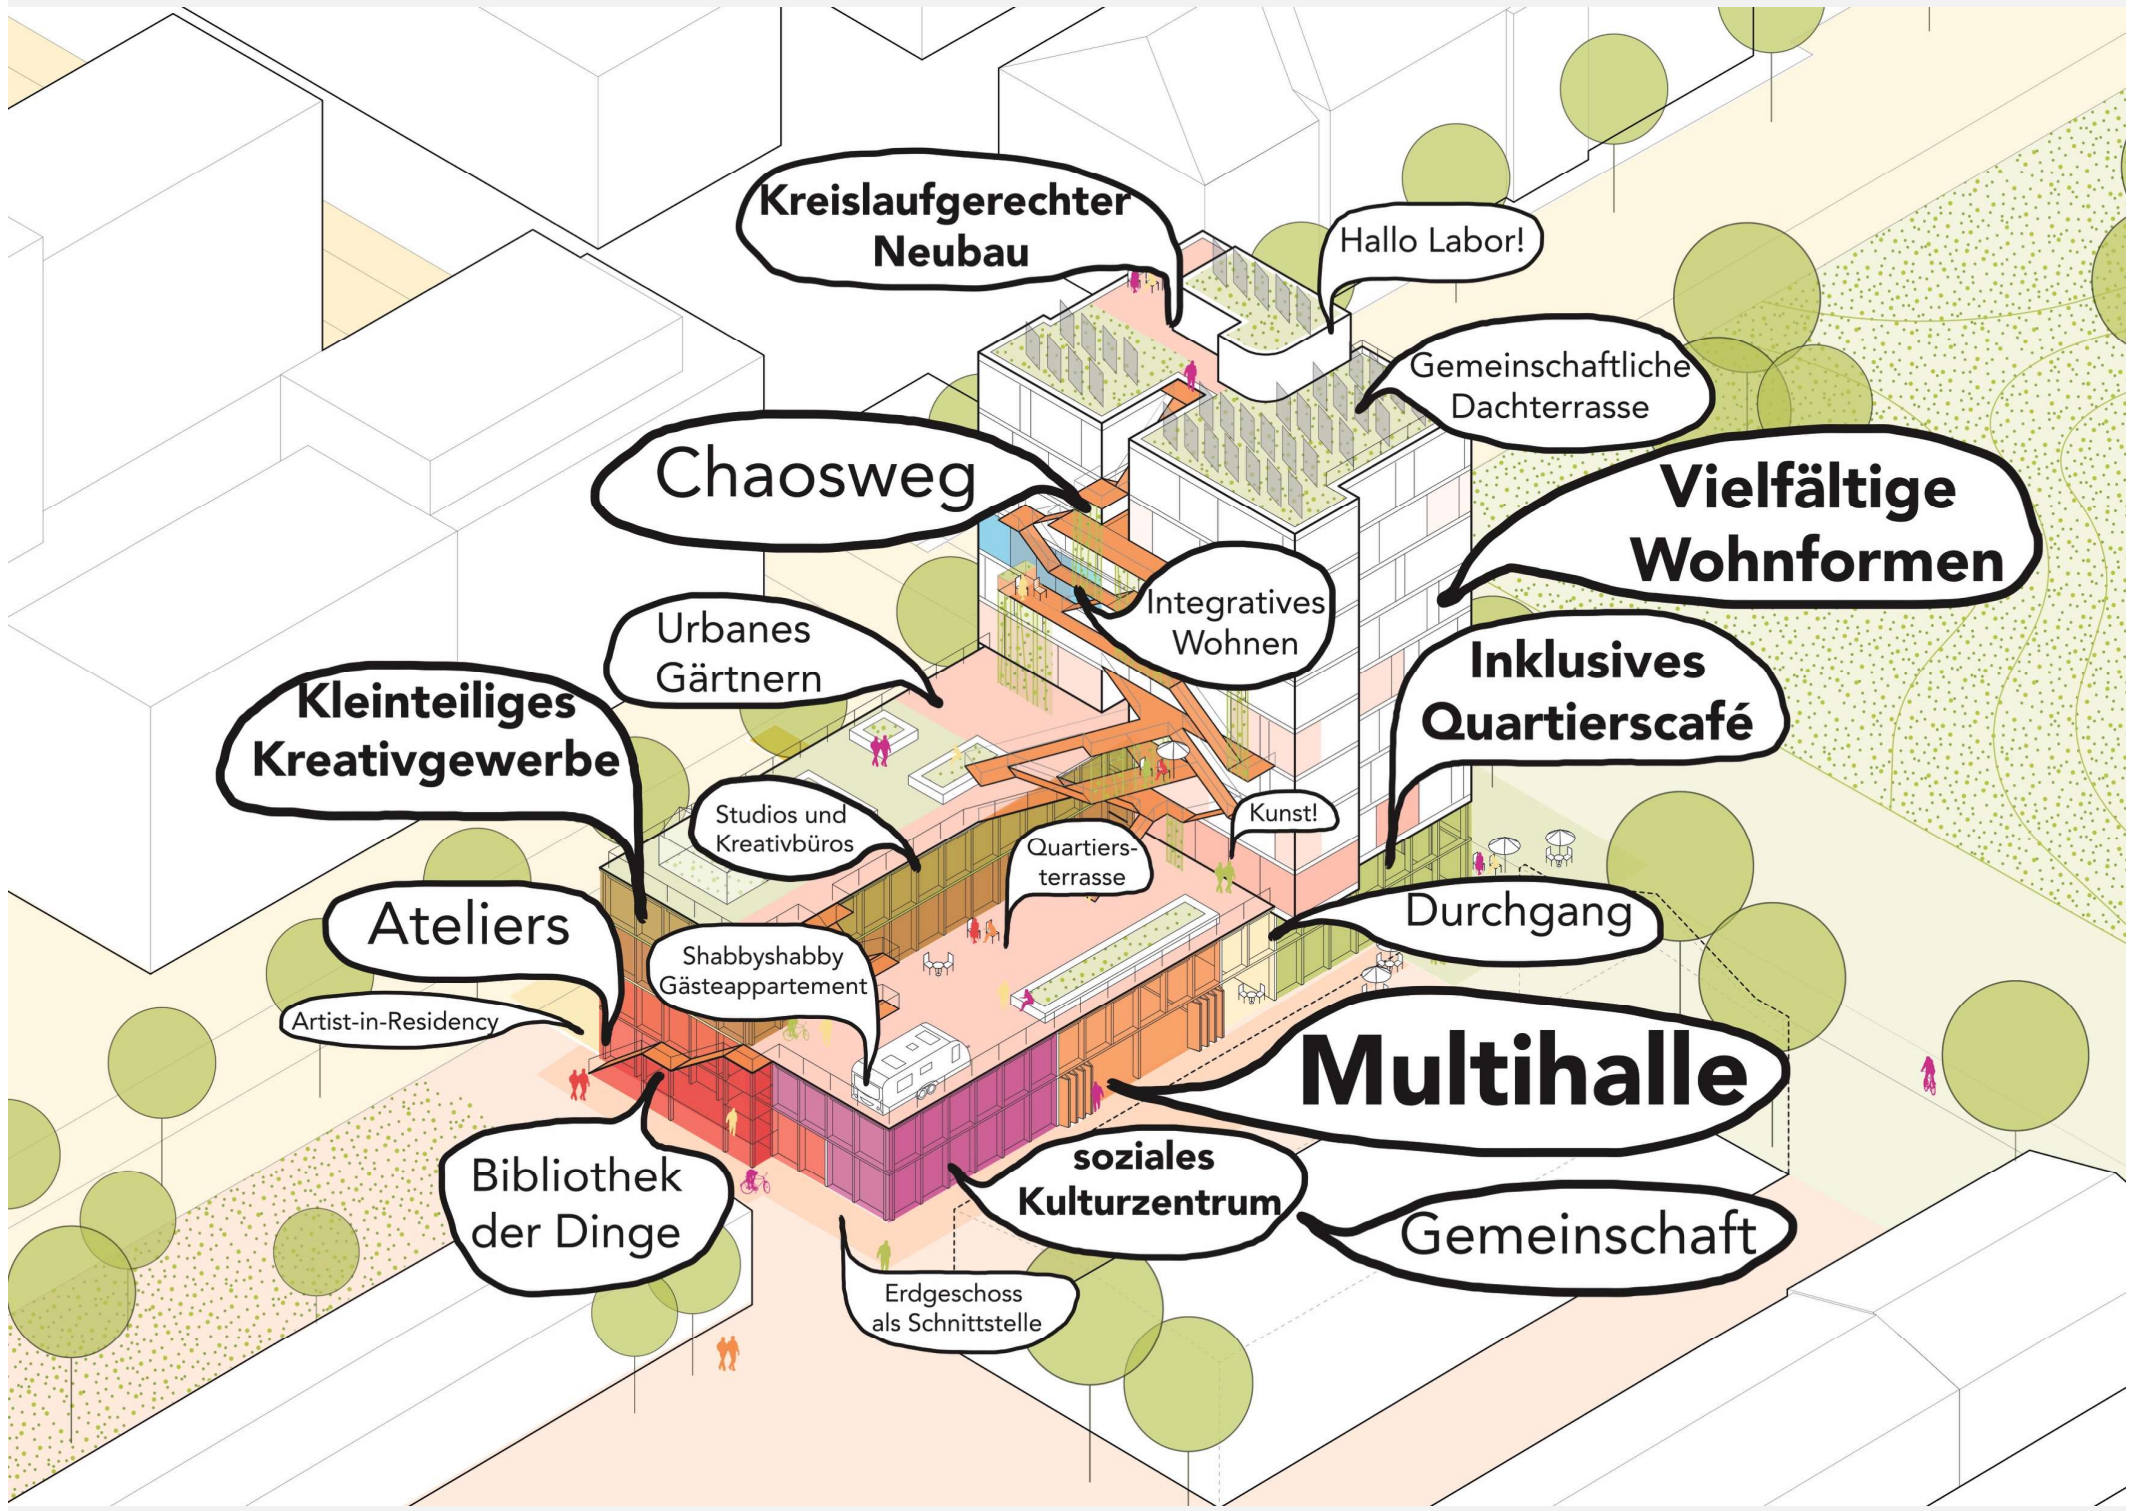 Kreislaufgerechter
Neubau
Hallo Labor!
Gemeinschaftliche
Dachterrasse
Chaosweg
Vielfältige
Wohnformen
Integratives
Wohnen
Urbanes
Gärtnern
Inklusives
Quartierscafé
Kleinteiliges
Kreativgewerbe
Studios und
Kreativbüros
Kunst!
Quartiers-
terrasse
Ateliers
Durchgang
Shabbyshabby
Gästeappartement
Artist-in-Residency
Multihalle
Bibliothek
der Dinge
soziales
Kulturzentrum
Gemeinschaft
Erdgeschoss
als Schnittstelle